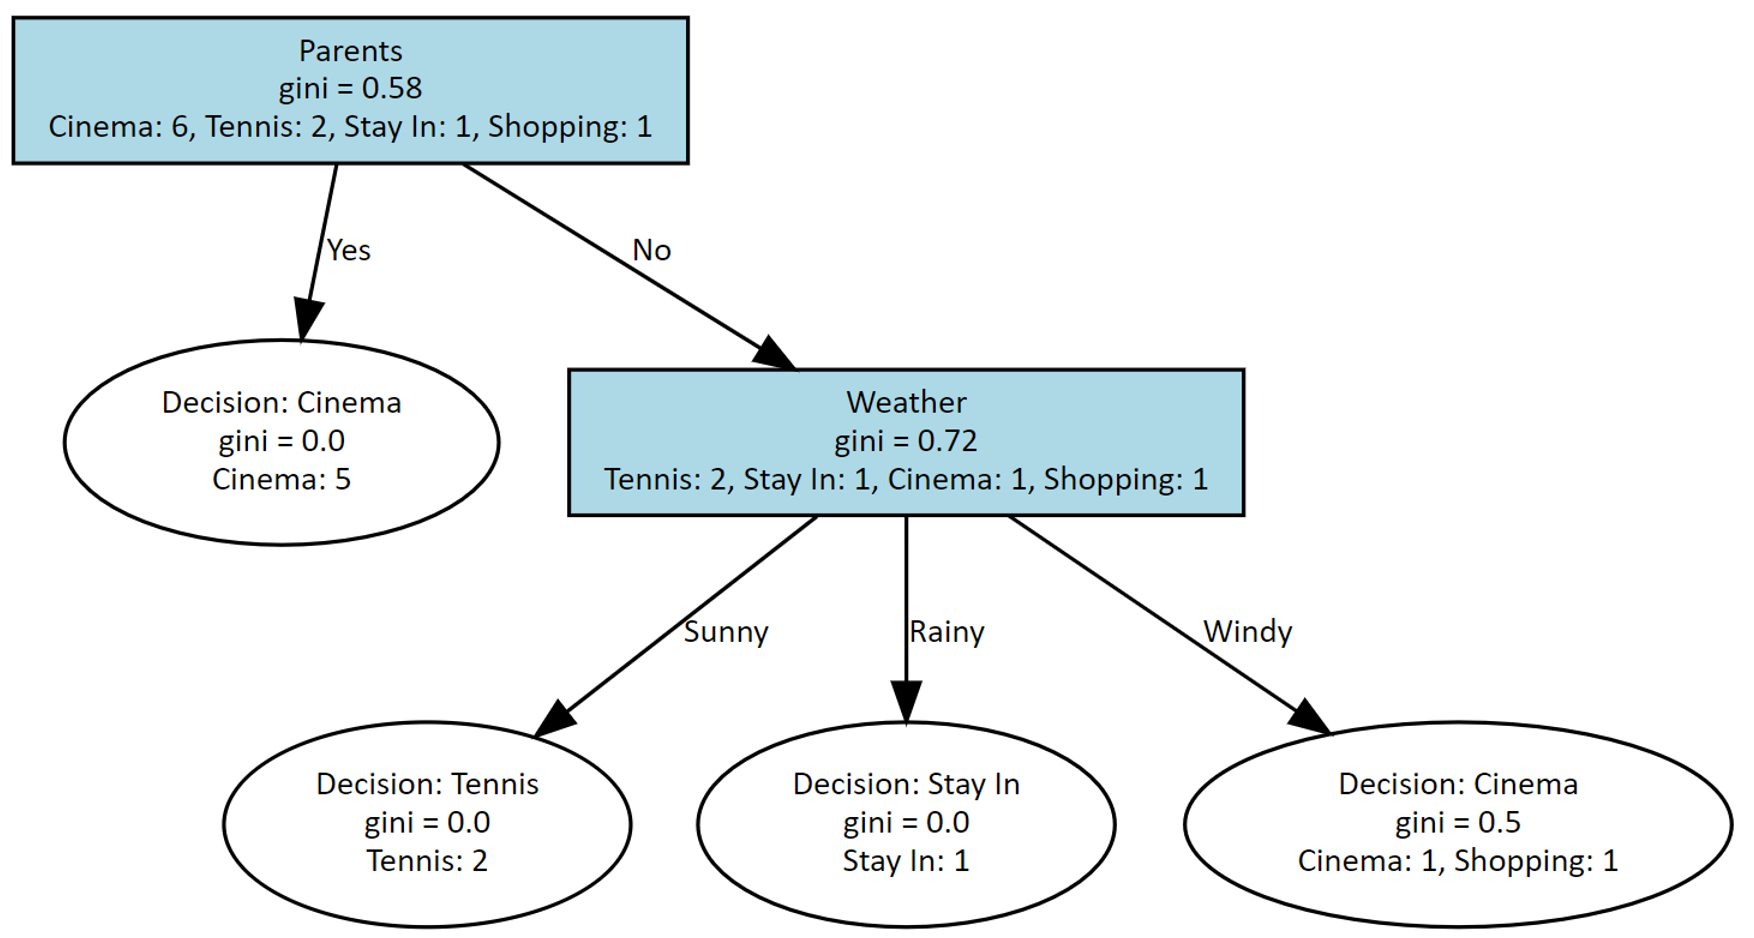 Parents
gini = 0.58
Cinema: 6, Tennis: 2, Stay In: 1, Shopping: 1
Yes
No
Decision: Cinema
gini = 0.0
Cinema: 5
Weather
gini = 0.72
Tennis: 2, Stay In: 1, Cinema: 1, Shopping: 1
Sunny
Rainy
Windy
Decision: Tennis
gini = 0.0
Tennis: 2
Decision: Stay In
gini = 0.0
Stay In: 1
Decision: Cinema
gini = 0.5
Cinema: 1, Shopping: 1